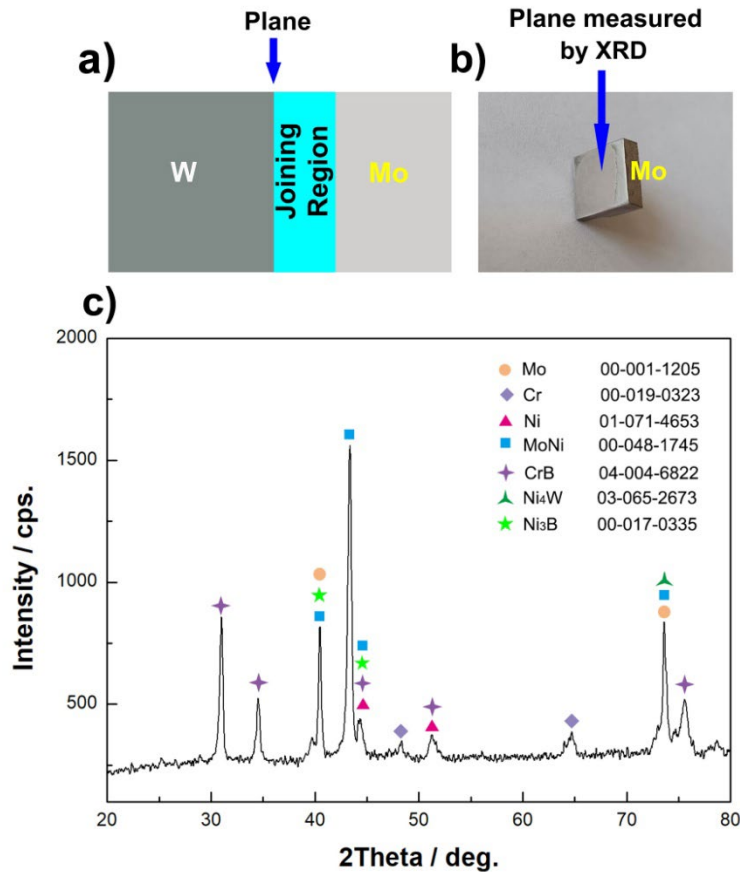 Plane
a)
W
Joining
Region
Mo
Plane measured
by XRD
b)
Mo
c)
2000
1500
1000
500
Intensity / cps.
Mo 00-001-1205
Cr 00-019-0323
Ni 01-071-4653
MoNi 00-048-1745
CrB 04-004-6822
Ni₄W 03-065-2673
Ni₃B 00-017-0335
20 30 40 50 60 70 80
2Theta / deg.